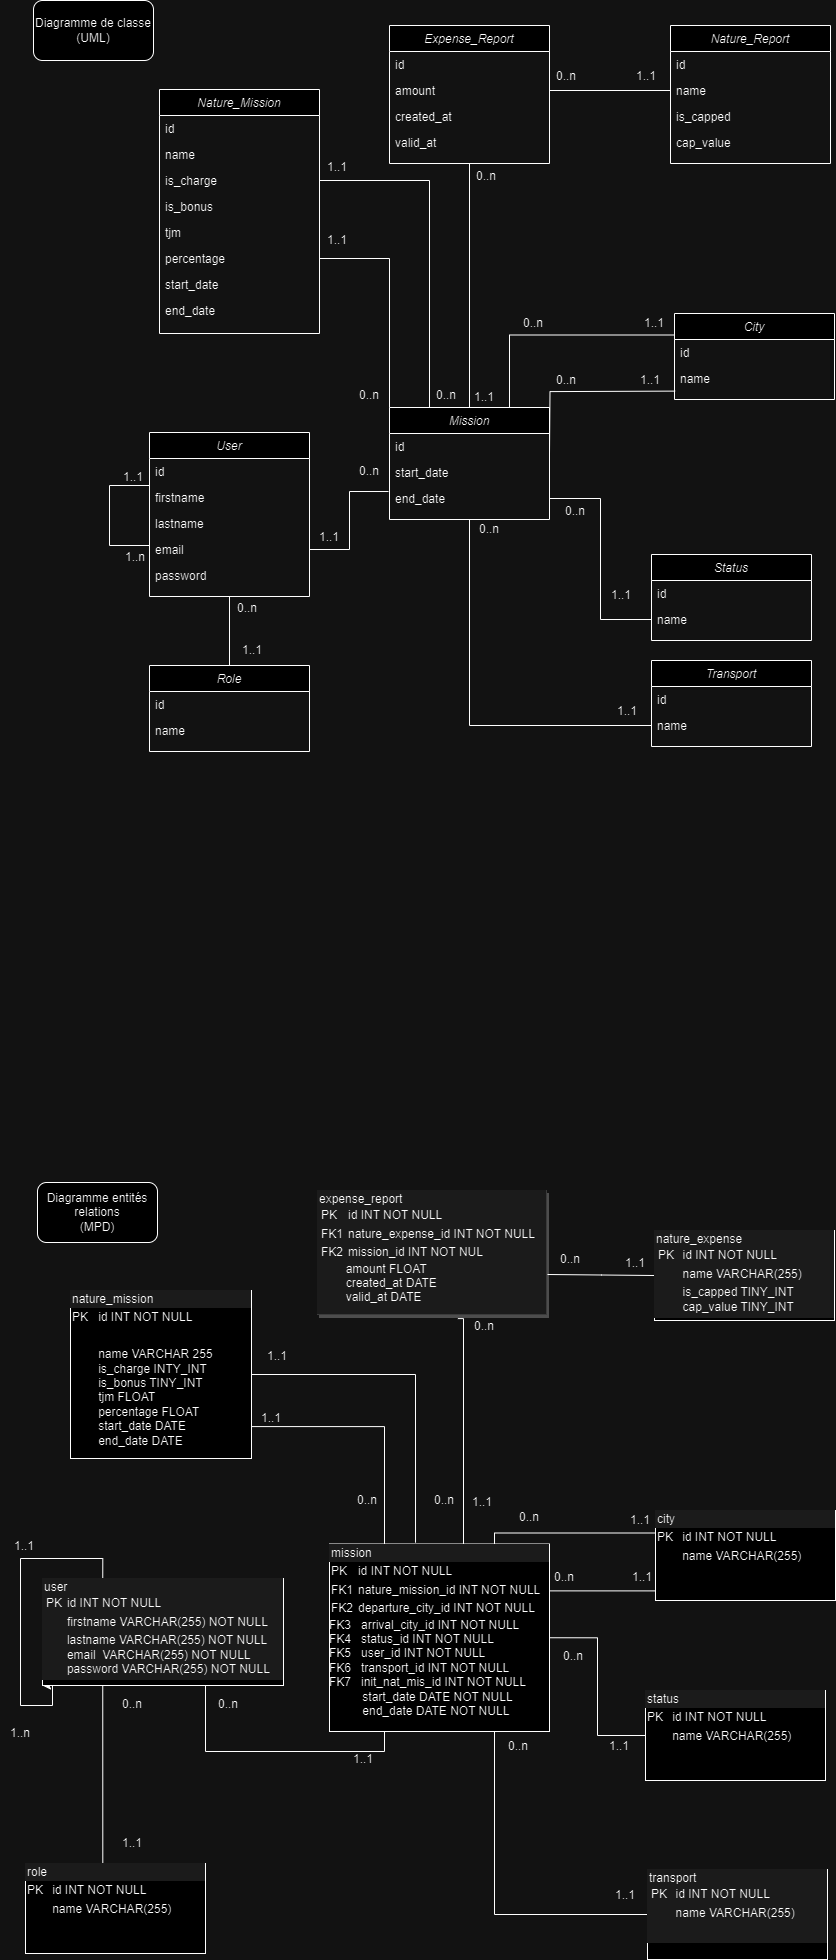 Diagramme de classe
(UML)
Expense_Report
id
amount
created_at
valid_at
0..n
1..1
Nature_Report
id
name
is_capped
cap_value
Nature_Mission
id
name
is_charge
is_bonus
tjm
percentage
start_date
end_date
1..1
1..1
0..n
0..n
0..n
1..1
0..n
1..1
0..n
1..1
City
id
name
Mission
id
start_date
end_date
User
id
firstname
lastname
email
password
1..1
1..n
0..n
1..1
0..n
1..1
0..n
0..n
1..1
Status
id
name
Role
id
name
1..1
Transport
id
name
Diagramme entités
relations
(MPD)
expense_report
PK id INT NOT NULL
FK1 nature_expense_id INT NOT NULL
FK2 mission_id INT NOT NUL
amount FLOAT
created_at DATE
valid_at DATE
0..n
1..1
nature_expense
PK id INT NOT NULL
name VARCHAR(255)
is_capped TINY_INT
cap_value TINY_INT
nature_mission
PK id INT NOT NULL
name VARCHAR 255
is_charge INTY_INT
is_bonus TINY_INT
tjm FLOAT
percentage FLOAT
start_date DATE
end_date DATE
1..1
1..1
0..n
0..n
0..n
1..1
0..n
1..1
0..n
1..1
city
PK id INT NOT NULL
name VARCHAR(255)
mission
PK id INT NOT NULL
FK1 nature_mission_id INT NOT NULL
FK2 departure_city_id INT NOT NULL
FK3 arrival_city_id INT NOT NULL
FK4 status_id INT NOT NULL
FK5 user_id INT NOT NULL
FK6 transport_id INT NOT NULL
FK7 init_nat_mis_id INT NOT NULL
start_date DATE NOT NULL
end_date DATE NOT NULL
1..1
user
PK id INT NOT NULL
firstname VARCHAR(255) NOT NULL
lastname VARCHAR(255) NOT NULL
email VARCHAR(255) NOT NULL
password VARCHAR(255) NOT NULL
1..n
0..n
0..n
1..1
0..n
0..n
1..1
status
PK id INT NOT NULL
name VARCHAR(255)
1..1
role
PK id INT NOT NULL
name VARCHAR(255)
1..1
transport
PK id INT NOT NULL
name VARCHAR(255)